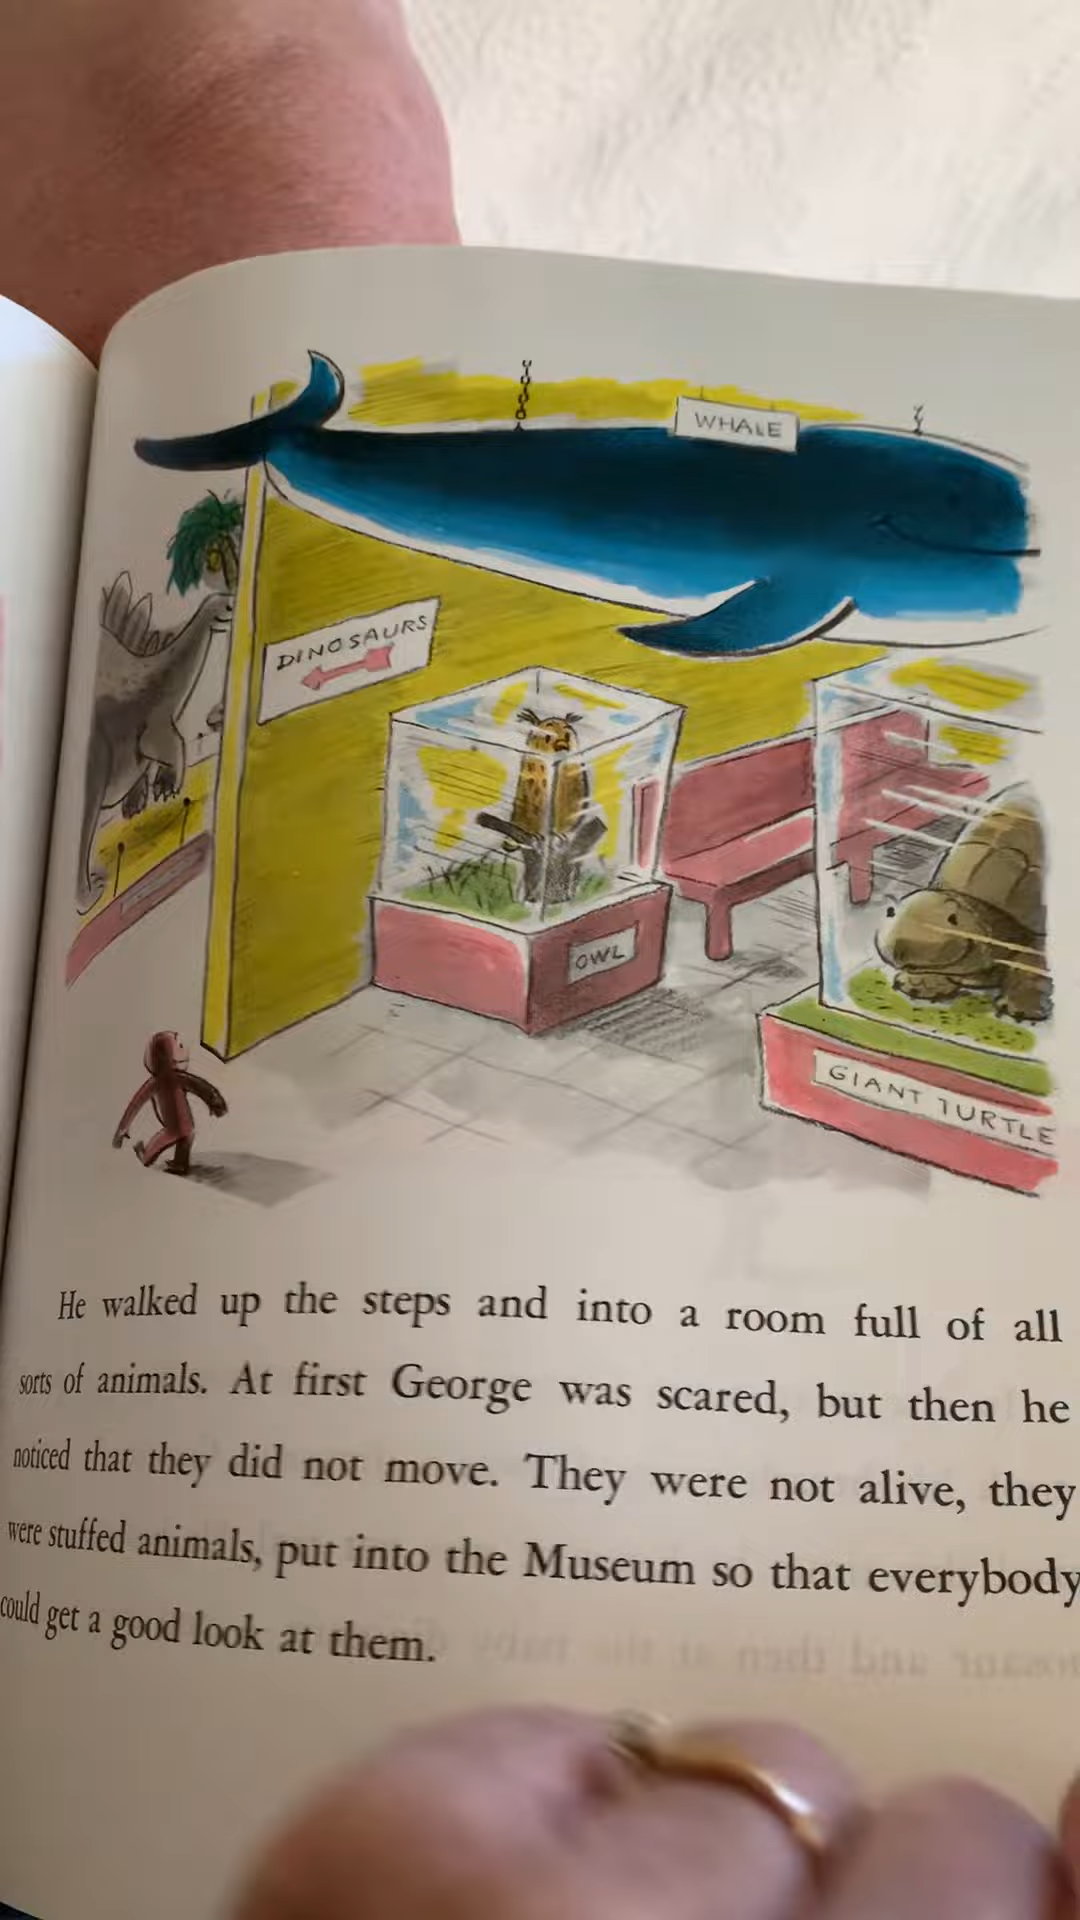 WHALE
DINOSAURS
OWL
GIANT TURTLE
He walked up the steps and into a room full of all
sorts of animals. At first George was scared, but then he
noticed that they did not move. They were not alive, they
were stuffed animals, put into the Museum so that everybody
could get a good look at them.